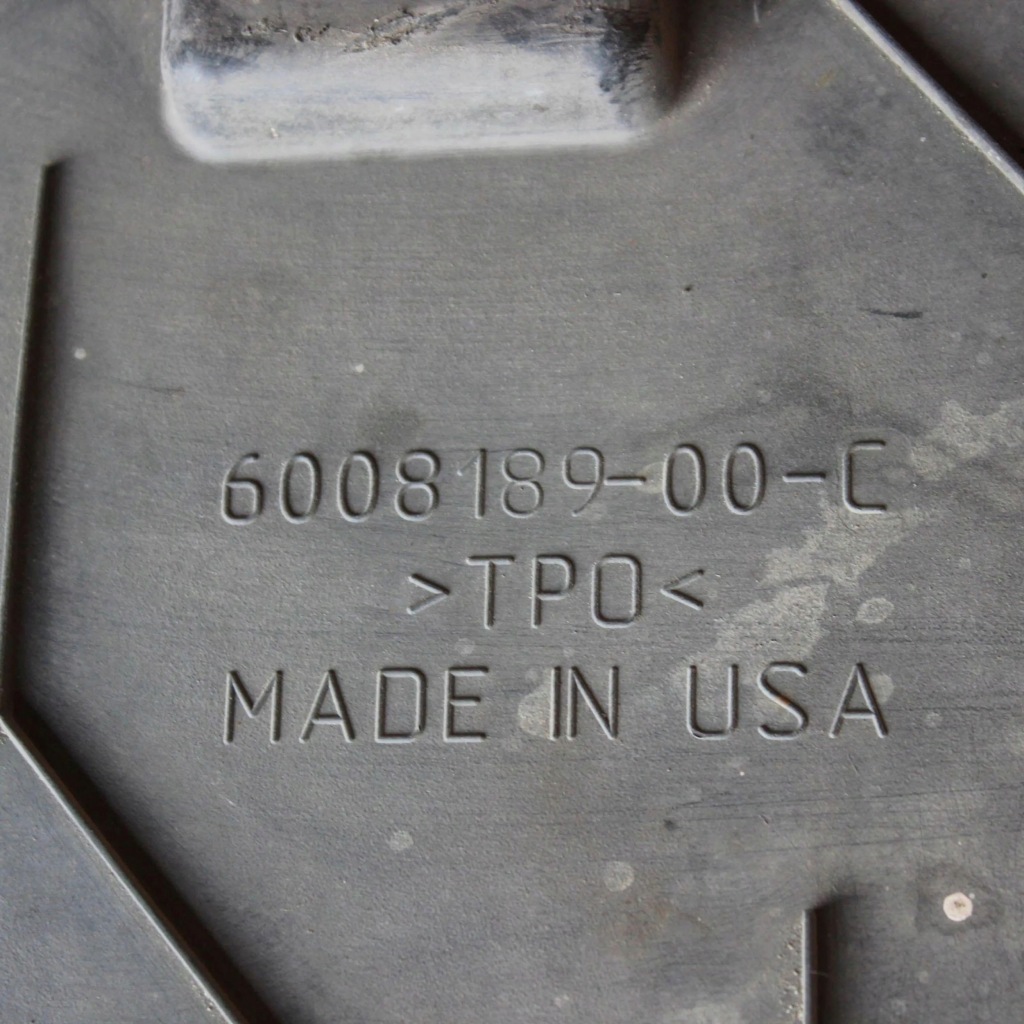 6008189-00-C
>TPO<
MADE IN USA